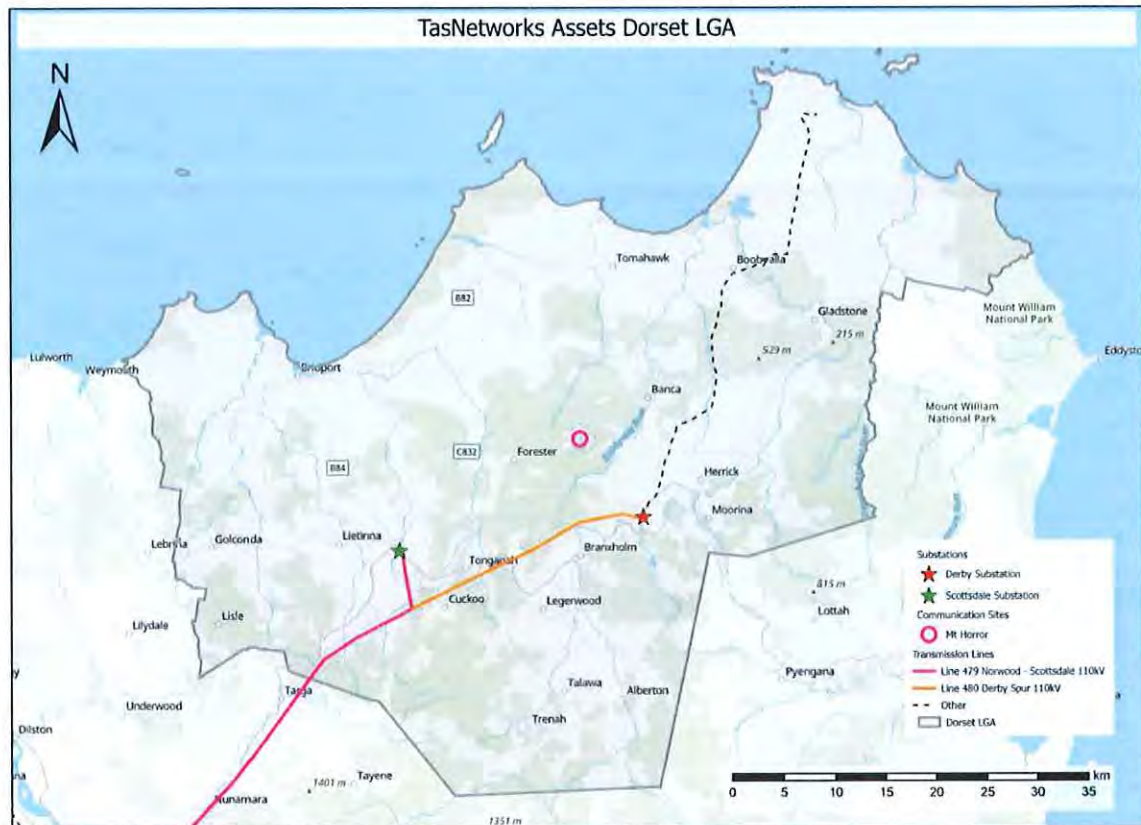 TasNetworks Assets Dorset LGA
N
Tomahawk
Boobyalla
B82
Gladstone
Mount William
National Park
215 m
529 m
Lulworth
Weymouth
Bridport
Eddyst
Banca
Mount William
National Park
Forester
C832
B84
Herrick
Moorina
Lebrina
Golconda
Lietinna
Tonganah
Branxholm
Cuckoo
Legerwood
Lisle
Lilydale
815 m
Lottah
Pyengana
Talawa
Alberton
Targa
Underwood
Trenah
Dilston
na
1401 m
Tayene
Nunamara
1351 m
Substations
Derby Substation
Scottsdale Substation
Communication Sites
Mt Horror
Transmission Lines
Line 479 Norwood - Scottsdale 110kV
Line 480 Derby Spur 110kV
Other
Dorset LGA
km
0 5 10 15 20 25 30 35